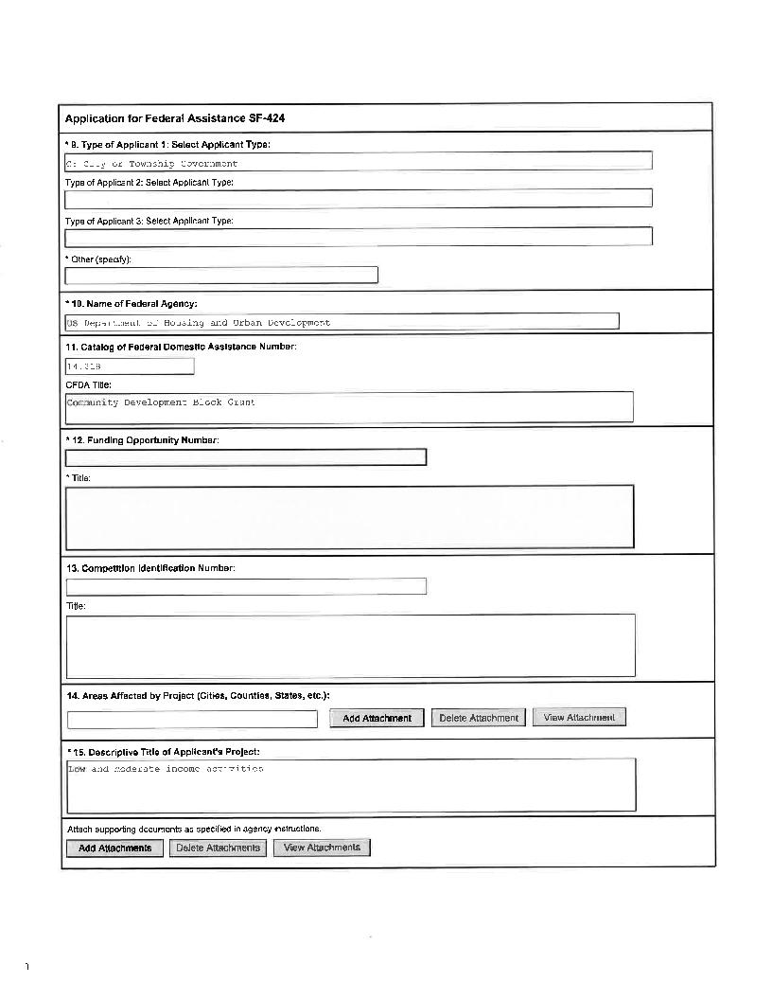 Application for Federal Assistance SF-424
* 9. Type of Applicant 1: Select Applicant Type:
C: City or Township Government
Type of Applicant 2: Select Applicant Type:
Type of Applicant 3: Select Applicant Type:
* Other (specify):
* 10. Name of Federal Agency:
US Department of Housing and Urban Development
11. Catalog of Federal Domestic Assistance Number:
14.218
CFDA Title:
Community Development Block Grant
* 12. Funding Opportunity Number:
* Title:
13. Competition Identification Number:
Title:
14. Areas Affected by Project (Cities, Counties, States, etc.):
Add Attachment Delete Attachment View Attachment
* 15. Descriptive Title of Applicant's Project:
Low and moderate income activities
Attach supporting documents as specified in agency instructions.
Add Attachments Delete Attachments View Attachments